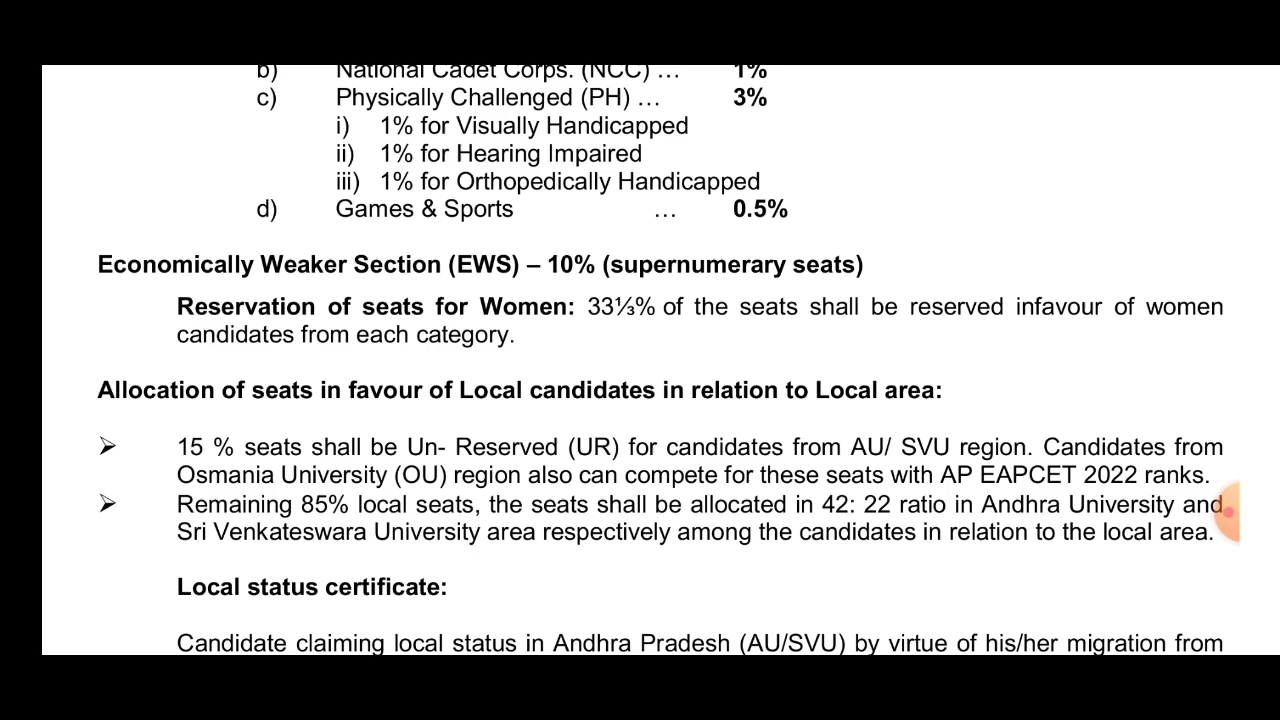 b) National Cadet Corps. (NCC) … 1%
c) Physically Challenged (PH) … 3%
i) 1% for Visually Handicapped
ii) 1% for Hearing Impaired
iii) 1% for Orthopedically Handicapped
d) Games & Sports … 0.5%
Economically Weaker Section (EWS) – 10% (supernumerary seats)
Reservation of seats for Women: 33⅓% of the seats shall be reserved infavour of women
candidates from each category.
Allocation of seats in favour of Local candidates in relation to Local area:
➢ 15 % seats shall be Un- Reserved (UR) for candidates from AU/ SVU region. Candidates from
Osmania University (OU) region also can compete for these seats with AP EAPCET 2022 ranks.
➢ Remaining 85% local seats, the seats shall be allocated in 42: 22 ratio in Andhra University and
Sri Venkateswara University area respectively among the candidates in relation to the local area.
Local status certificate:
Candidate claiming local status in Andhra Pradesh (AU/SVU) by virtue of his/her migration from